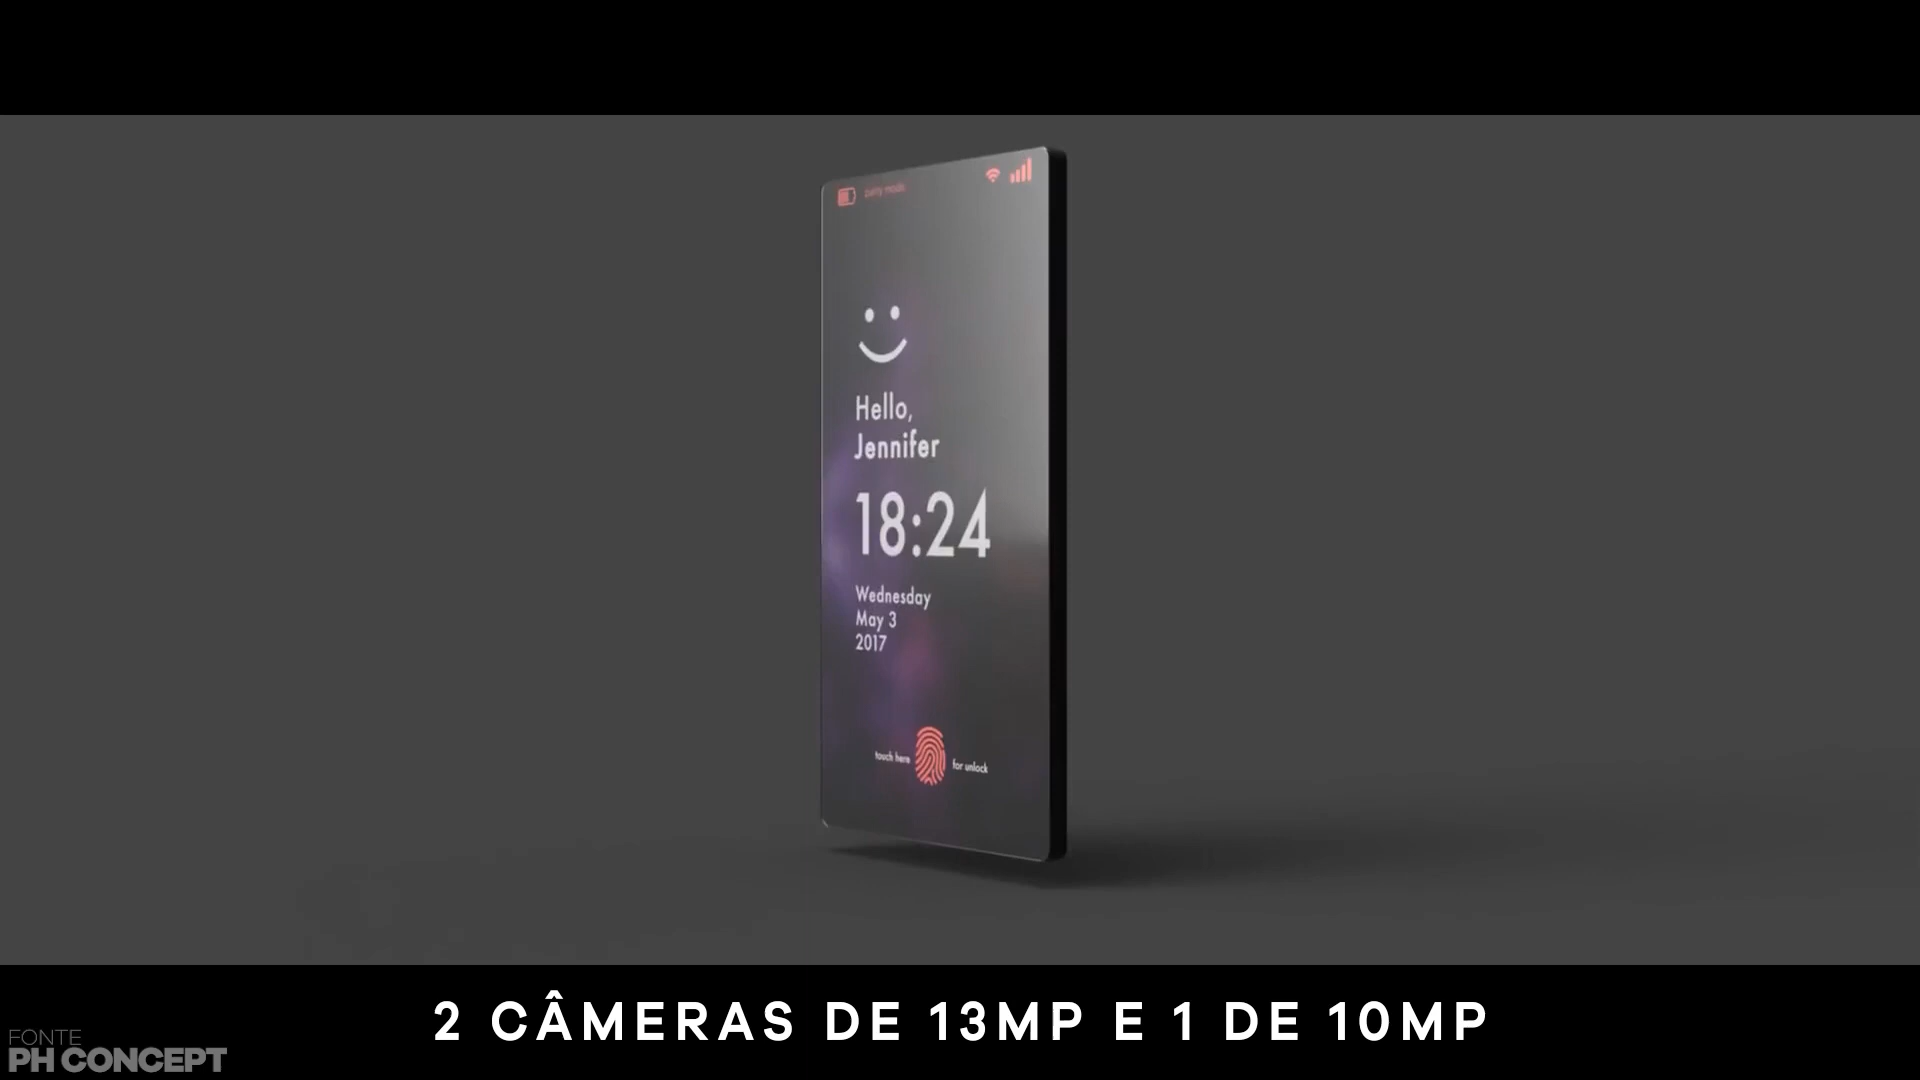 Hello,
Jennifer
18:24
Wednesday
May 3
2017
touch here for unlock
2 CÂMERAS DE 13MP E 1 DE 10MP
FONTE
PH CONCEPT